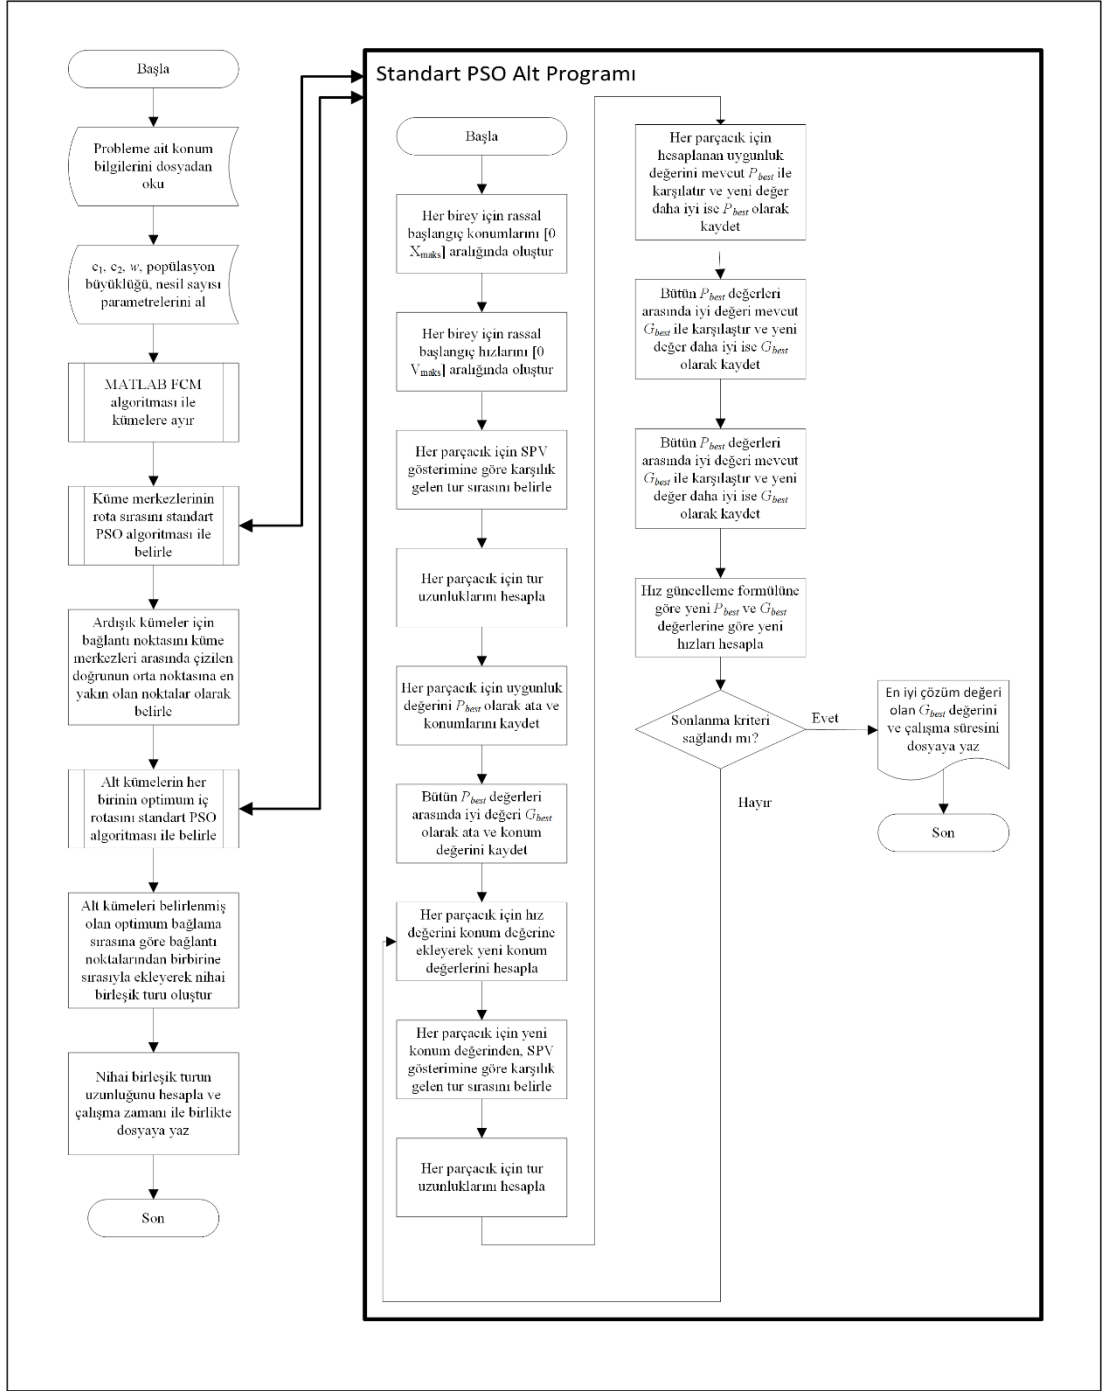 Başla
Probleme ait konum
bilgilerini dosyadan
oku
c1, c2, w, popülasyon
büyüklüğü, nesil sayısı
parametrelerini al
MATLAB FCM
algoritması ile
kümelere ayır
Küme merkezlerinin
rota sırasını standart
PSO algoritması ile
belirle
Ardışık kümeler için
bağlantı noktasını küme
merkezleri arasında çizilen
doğrunun orta noktasına en
yakın olan noktalar olarak
belirle
Alt kümelerin her
birinin optimum iç
rotasını standart PSO
algoritması ile belirle
Alt kümeleri belirlenmiş
olan optimum bağlama
sırasına göre bağlantı
noktalarından birbirine
sırasıyla ekleyerek nihai
birleşik turu oluştur
Nihai birleşik turun
uzunluğunu hesapla ve
çalışma zamanı ile birlikte
dosyaya yaz
Son
Standart PSO Alt Programı
Başla
Her birey için rassal
başlangıç konumlarını [0
Xmaks] aralığında oluştur
Her birey için rassal
başlangıç hızlarını [0
Vmaks] aralığında oluştur
Her parçacık için SPV
gösterimine göre karşılık
gelen tur sırasını belirle
Her parçacık için tur
uzunluklarını hesapla
Her parçacık için uygunluk
değerini Pbest olarak ata ve
konumlarını kaydet
Bütün Pbest değerleri
arasında iyi değeri Gbest
olarak ata ve konum
değerini kaydet
Her parçacık için hız
değerini konum değerine
ekleyerek yeni konum
değerlerini hesapla
Her parçacık için yeni
konum değerinden, SPV
gösterimine göre karşılık
gelen tur sırasını belirle
Her parçacık için tur
uzunluklarını hesapla
Her parçacık için
hesaplanan uygunluk
değerini mevcut Pbest ile
karşılatır ve yeni değer
daha iyi ise Pbest olarak
kaydet
Bütün Pbest değerleri
arasında iyi değeri mevcut
Gbest ile karşılaştır ve yeni
değer daha iyi ise Gbest
olarak kaydet
Bütün Pbest değerleri
arasında iyi değeri mevcut
Gbest ile karşılaştır ve yeni
değer daha iyi ise Gbest
olarak kaydet
Hız güncelleme formülüne
göre yeni Pbest ve Gbest
değerlerine göre yeni
hızları hesapla
Sonlanma kriteri
sağlandı mı?
Evet
Hayır
En iyi çözüm değeri
olan Gbest değerini
ve çalışma süresini
dosyaya yaz
Son